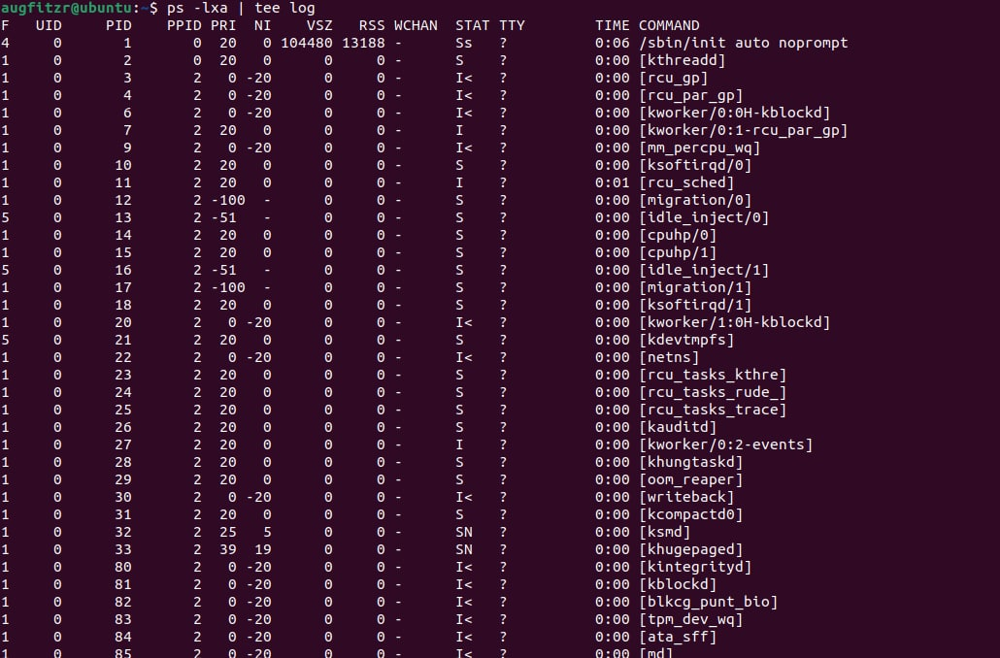 augfitzr@ubuntu:~$ ps -lxa | tee log
F   UID     PID    PPID PRI  NI    VSZ   RSS WCHAN  STAT TTY        TIME COMMAND
4     0       1       0  20   0 104480 13188 -      Ss   ?          0:06 /sbin/init auto noprompt
1     0       2       0  20   0      0     0 -      S    ?          0:00 [kthreadd]
1     0       3       2   0 -20      0     0 -      I<   ?          0:00 [rcu_gp]
1     0       4       2   0 -20      0     0 -      I<   ?          0:00 [rcu_par_gp]
1     0       6       2   0 -20      0     0 -      I<   ?          0:00 [kworker/0:0H-kblockd]
1     0       7       2  20   0      0     0 -      I    ?          0:00 [kworker/0:1-rcu_par_gp]
1     0       9       2   0 -20      0     0 -      I<   ?          0:00 [mm_percpu_wq]
1     0      10       2  20   0      0     0 -      S    ?          0:00 [ksoftirqd/0]
1     0      11       2  20   0      0     0 -      I    ?          0:01 [rcu_sched]
1     0      12       2 -100  -      0     0 -      S    ?          0:00 [migration/0]
5     0      13       2 -51   -      0     0 -      S    ?          0:00 [idle_inject/0]
1     0      14       2  20   0      0     0 -      S    ?          0:00 [cpuhp/0]
1     0      15       2  20   0      0     0 -      S    ?          0:00 [cpuhp/1]
5     0      16       2 -51   -      0     0 -      S    ?          0:00 [idle_inject/1]
1     0      17       2 -100  -      0     0 -      S    ?          0:00 [migration/1]
1     0      18       2  20   0      0     0 -      S    ?          0:00 [ksoftirqd/1]
1     0      20       2   0 -20      0     0 -      I<   ?          0:00 [kworker/1:0H-kblockd]
5     0      21       2  20   0      0     0 -      S    ?          0:00 [kdevtmpfs]
1     0      22       2   0 -20      0     0 -      I<   ?          0:00 [netns]
1     0      23       2  20   0      0     0 -      S    ?          0:00 [rcu_tasks_kthre]
1     0      24       2  20   0      0     0 -      S    ?          0:00 [rcu_tasks_rude_]
1     0      25       2  20   0      0     0 -      S    ?          0:00 [rcu_tasks_trace]
1     0      26       2  20   0      0     0 -      S    ?          0:00 [kauditd]
1     0      27       2  20   0      0     0 -      I    ?          0:00 [kworker/0:2-events]
1     0      28       2  20   0      0     0 -      S    ?          0:00 [khungtaskd]
1     0      29       2  20   0      0     0 -      S    ?          0:00 [oom_reaper]
1     0      30       2   0 -20      0     0 -      I<   ?          0:00 [writeback]
1     0      31       2  20   0      0     0 -      S    ?          0:00 [kcompactd0]
1     0      32       2  25   5      0     0 -      SN   ?          0:00 [ksmd]
1     0      33       2  39  19      0     0 -      SN   ?          0:00 [khugepaged]
1     0      80       2   0 -20      0     0 -      I<   ?          0:00 [kintegrityd]
1     0      81       2   0 -20      0     0 -      I<   ?          0:00 [kblockd]
1     0      82       2   0 -20      0     0 -      I<   ?          0:00 [blkcg_punt_bio]
1     0      83       2   0 -20      0     0 -      I<   ?          0:00 [tpm_dev_wq]
1     0      84       2   0 -20      0     0 -      I<   ?          0:00 [ata_sff]
1     0      85       2   0 -20      0     0 -      I<   ?          0:00 [md]